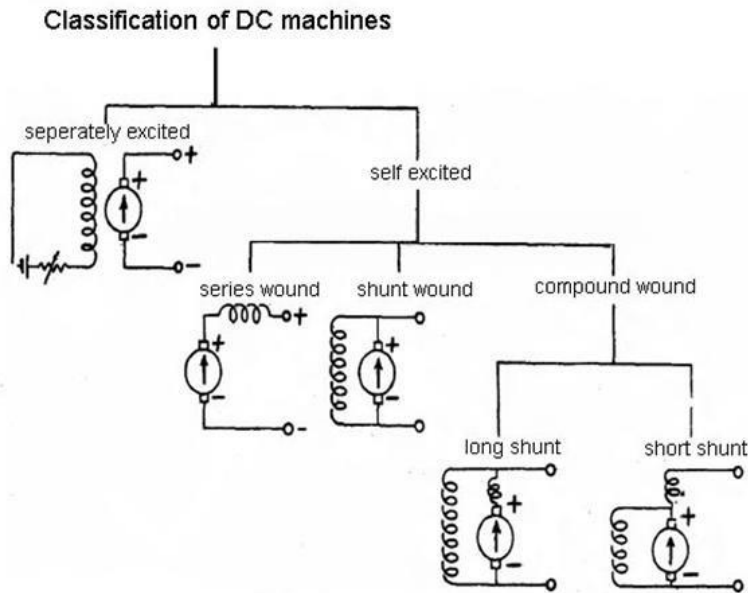 Classification of DC machines
seperately excited
+
+
-
-
self excited
series wound
+
+
-
-
shunt wound
+
-
compound wound
long shunt
+
-
short shunt
+
-